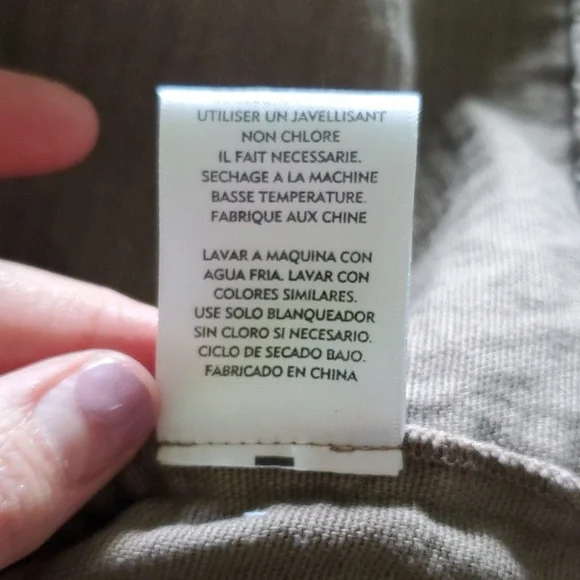 UTILISER UN JAVELLISANT
NON CHLORE
IL FAIT NECESSARIE.
SECHAGE A LA MACHINE
BASSE TEMPERATURE.
FABRIQUE AUX CHINE
LAVAR A MAQUINA CON
AGUA FRIA. LAVAR CON
COLORES SIMILARES.
USE SOLO BLANQUEADOR
SIN CLORO SI NECESARIO.
CICLO DE SECADO BAJO.
FABRICADO EN CHINA